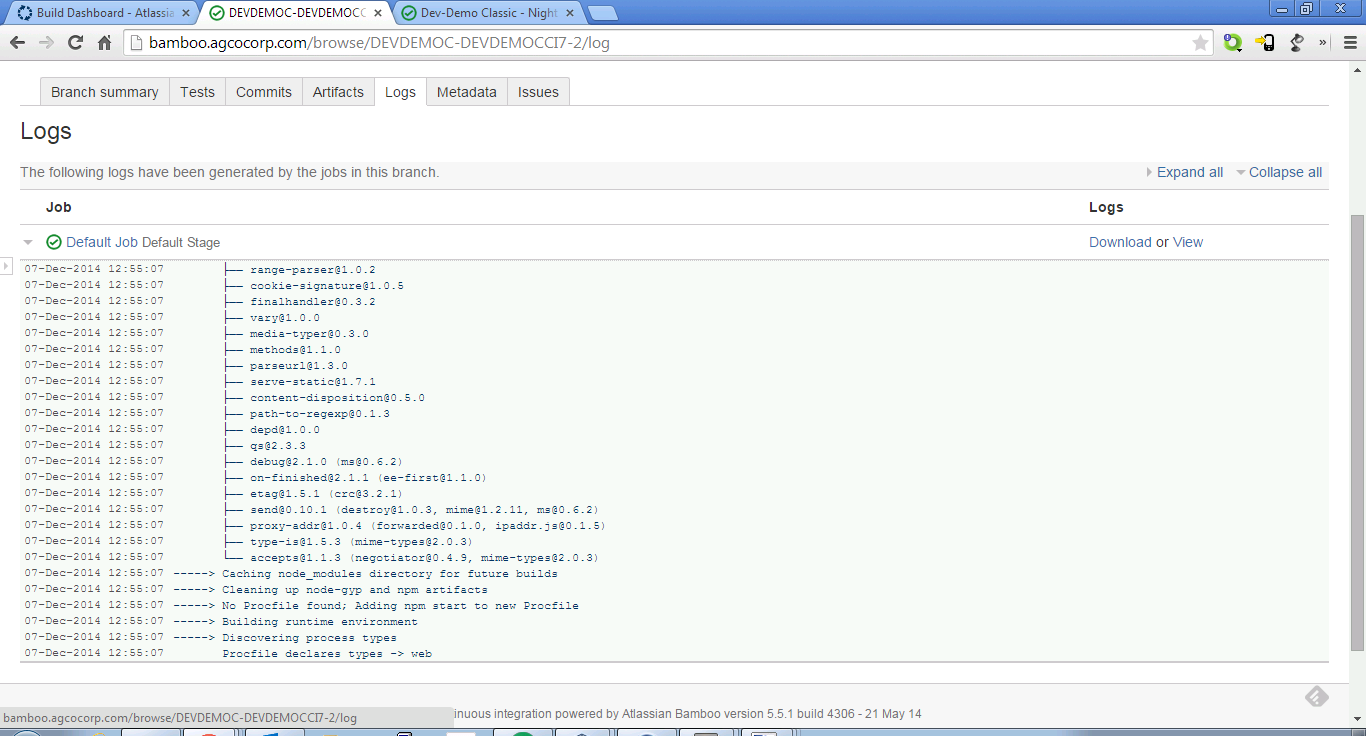 Build Dashboard - Atlassia
DEVDEMOC-DEVDEMOCC
Dev-Demo Classic - Night
bamboo.agcocorp.com/browse/DEVDEMOC-DEVDEMOCCI7-2/log
Branch summary Tests Commits Artifacts Logs Metadata Issues
Logs
The following logs have been generated by the jobs in this branch. Expand all Collapse all
Job Logs
Default Job Default Stage Download or View
07-Dec-2014 12:55:07 ├── range-parser@1.0.2
07-Dec-2014 12:55:07 ├── cookie-signature@1.0.5
07-Dec-2014 12:55:07 ├── finalhandler@0.3.2
07-Dec-2014 12:55:07 ├── vary@1.0.0
07-Dec-2014 12:55:07 ├── media-typer@0.3.0
07-Dec-2014 12:55:07 ├── methods@1.1.0
07-Dec-2014 12:55:07 ├── parseurl@1.3.0
07-Dec-2014 12:55:07 ├── serve-static@1.7.1
07-Dec-2014 12:55:07 ├── content-disposition@0.5.0
07-Dec-2014 12:55:07 ├── path-to-regexp@0.1.3
07-Dec-2014 12:55:07 ├── depd@1.0.0
07-Dec-2014 12:55:07 ├── qs@2.3.3
07-Dec-2014 12:55:07 ├── debug@2.1.0 (ms@0.6.2)
07-Dec-2014 12:55:07 ├── on-finished@2.1.1 (ee-first@1.1.0)
07-Dec-2014 12:55:07 ├── etag@1.5.1 (crc@3.2.1)
07-Dec-2014 12:55:07 ├── send@0.10.1 (destroy@1.0.3, mime@1.2.11, ms@0.6.2)
07-Dec-2014 12:55:07 ├── proxy-addr@1.0.4 (forwarded@0.1.0, ipaddr.js@0.1.5)
07-Dec-2014 12:55:07 ├── type-is@1.5.3 (mime-types@2.0.3)
07-Dec-2014 12:55:07 └── accepts@1.1.3 (negotiator@0.4.9, mime-types@2.0.3)
07-Dec-2014 12:55:07 -----> Caching node_modules directory for future builds
07-Dec-2014 12:55:07 -----> Cleaning up node-gyp and npm artifacts
07-Dec-2014 12:55:07 -----> No Procfile found; Adding npm start to new Procfile
07-Dec-2014 12:55:07 -----> Building runtime environment
07-Dec-2014 12:55:07 -----> Discovering process types
07-Dec-2014 12:55:07 Procfile declares types -> web
bamboo.agcocorp.com/browse/DEVDEMOC-DEVDEMOCCI7-2/log
inuous integration powered by Atlassian Bamboo version 5.5.1 build 4306 - 21 May 14